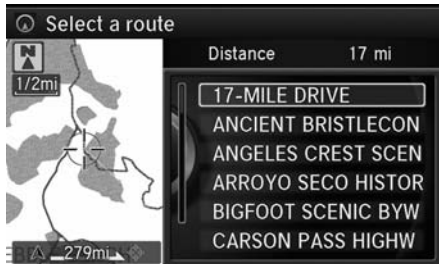 Select a route
N
Distance 17 mi
1/2mi
17-MILE DRIVE
ANCIENT BRISTLECON
ANGELES CREST SCEN
ARROYO SECO HISTOR
BIGFOOT SCENIC BYW
CARSON PASS HIGHW
279mi